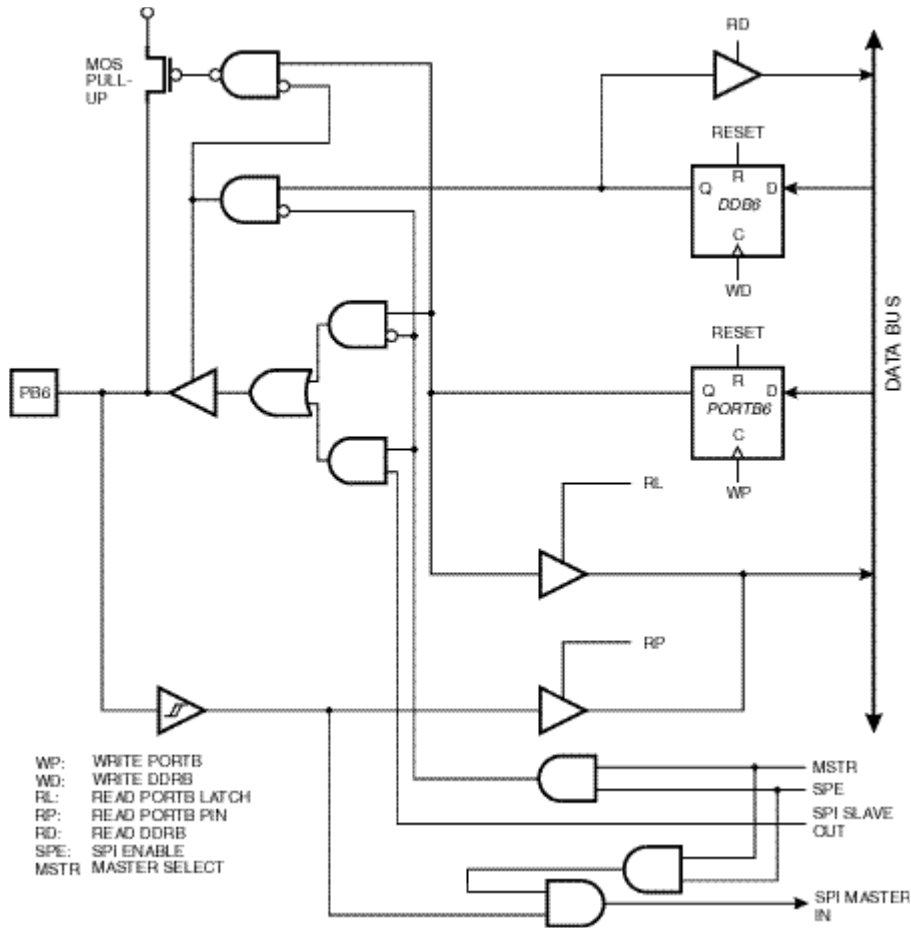 RD
MOS
PULL-
UP
RESET
R
Q
D
DDB6
C
WD
DATA BUS
RESET
R
PB6
Q
D
PORTB6
C
WP
RL
RP
WP: WRITE PORTB
WD: WRITE DDRB
RL: READ PORTB LATCH
RP: READ PORTB PIN
RD: READ DDRB
SPE: SPI ENABLE
MSTR MASTER SELECT
MSTR
SPE
SPI SLAVE
OUT
SPI MASTER
IN